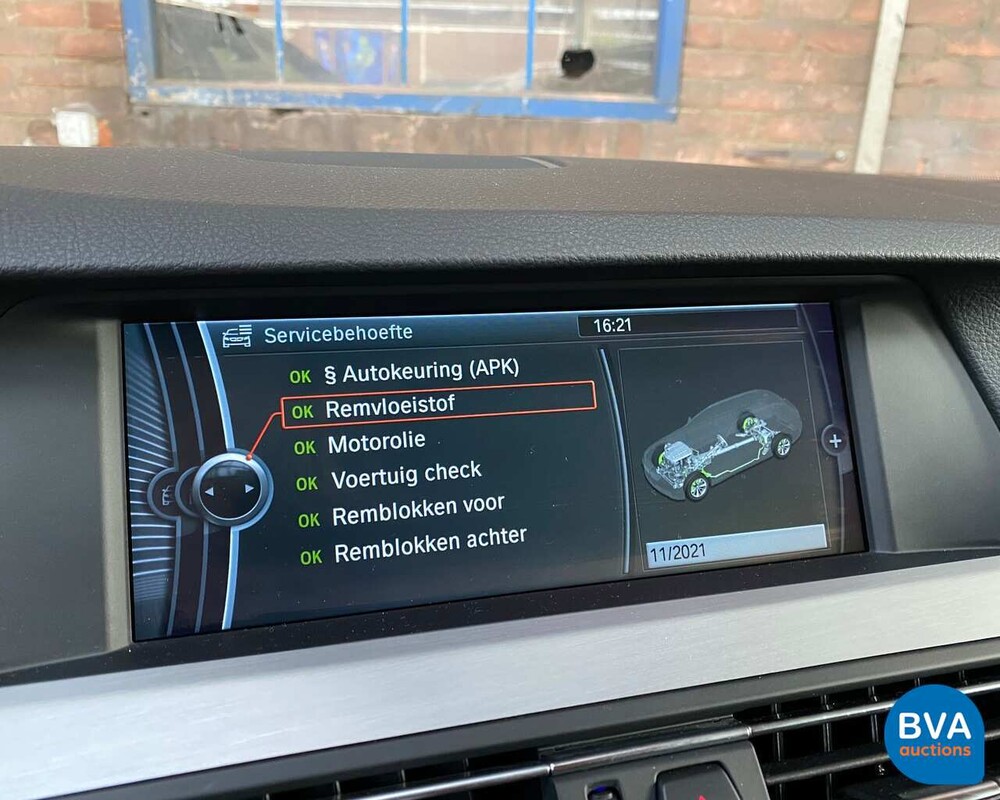 Servicebehoefte
16:21
OK § Autokeuring (APK)
OK Remvloeistof
OK Motorolie
OK Voertuig check
OK Remblokken voor
OK Remblokken achter
11/2021
BVA
auctions